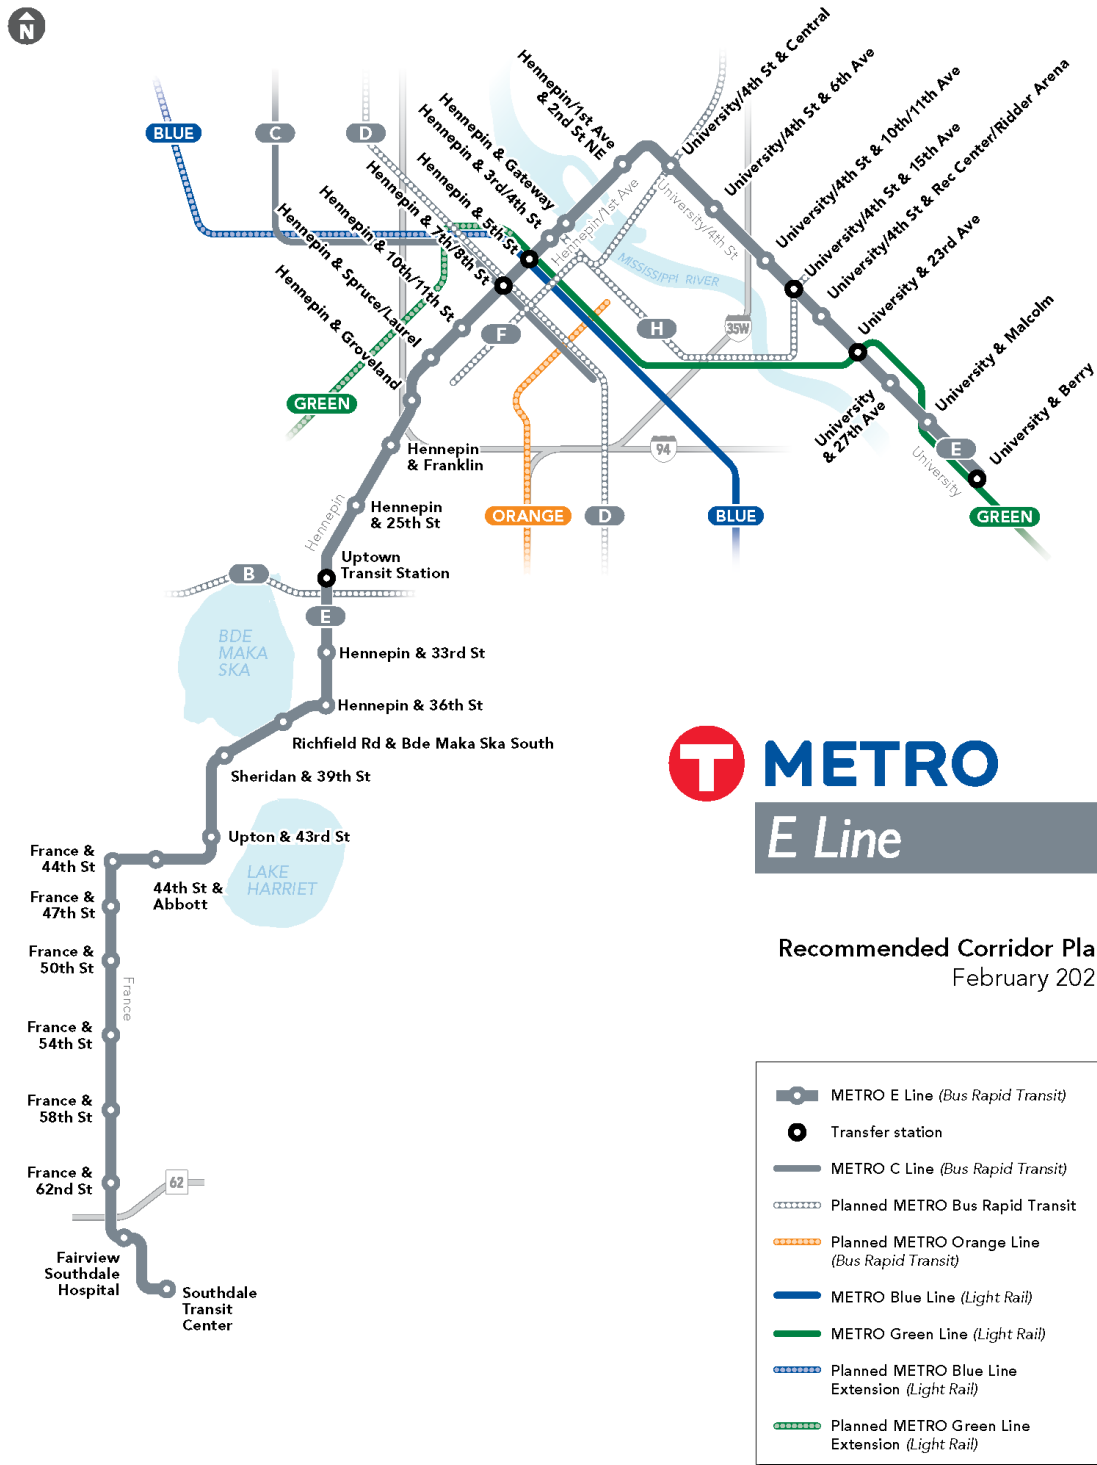 N
BLUE
C
D
Hennepin/1st Ave
& 2nd St NE
Hennepin & Gateway
Hennepin & 3rd/4th St
Hennepin & 5th St
Hennepin & 7th/8th St
Hennepin & 10th/11th St
Hennepin & Spruce/Laurel
Hennepin & Groveland
University/4th St & Central
University/4th St & 6th Ave
University/4th St & 10th/11th Ave
University/4th St & 15th Ave
University/4th St & Rec Center/Ridder Arena
University & 23rd Ave
University & Malcolm
University & Berry
University
& 27th Ave
Hennepin/1st Ave
University/4th St
MISSISSIPPI RIVER
F
H
35W
GREEN
94
E
University
GREEN
Hennepin
& Franklin
Hennepin
& 25th St
Hennepin
ORANGE
D
BLUE
Uptown
Transit Station
B
E
BDE
MAKA
SKA
Hennepin & 33rd St
Hennepin & 36th St
Richfield Rd & Bde Maka Ska South
Sheridan & 39th St
Upton & 43rd St
LAKE
HARRIET
44th St &
Abbott
France &
44th St
France &
47th St
France &
50th St
France
France &
54th St
France &
58th St
France &
62nd St
62
Fairview
Southdale
Hospital
Southdale
Transit
Center
T METRO
E Line
Recommended Corridor Pla
February 202
METRO E Line (Bus Rapid Transit)
Transfer station
METRO C Line (Bus Rapid Transit)
Planned METRO Bus Rapid Transit
Planned METRO Orange Line
(Bus Rapid Transit)
METRO Blue Line (Light Rail)
METRO Green Line (Light Rail)
Planned METRO Blue Line
Extension (Light Rail)
Planned METRO Green Line
Extension (Light Rail)